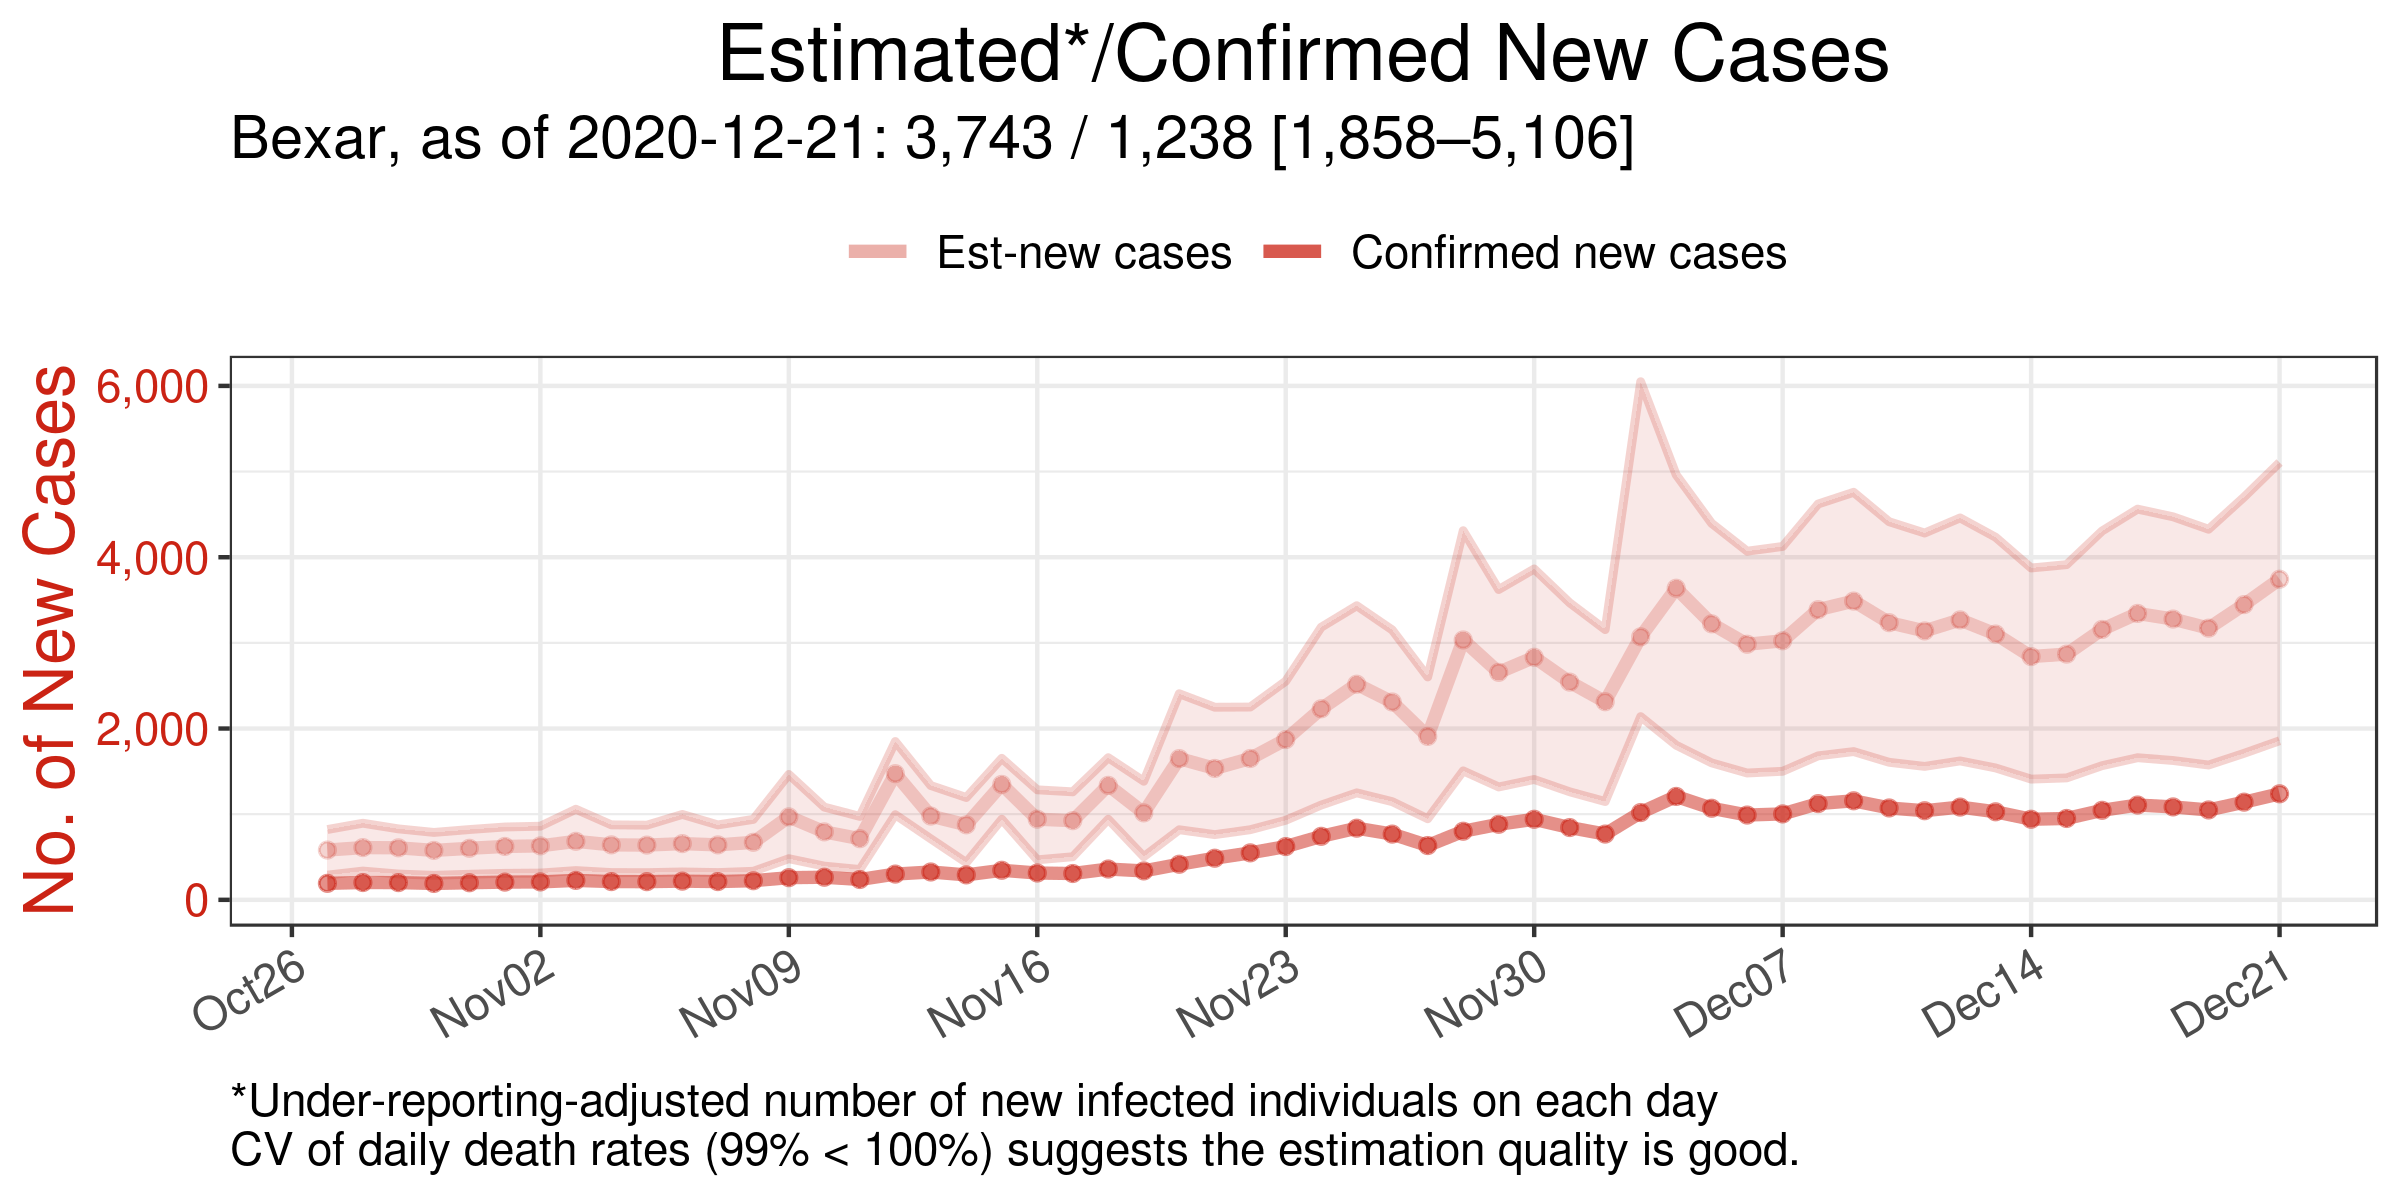 Estimated*/Confirmed New Cases
Bexar, as of 2020-12-21: 3,743 / 1,238 [1,858–5,106]
Est-new cases
Confirmed new cases
No. of New Cases
6,000
4,000
2,000
0
Oct26
Nov02
Nov09
Nov16
Nov23
Nov30
Dec07
Dec14
Dec21
*Under-reporting-adjusted number of new infected individuals on each day
CV of daily death rates (99% < 100%) suggests the estimation quality is good.